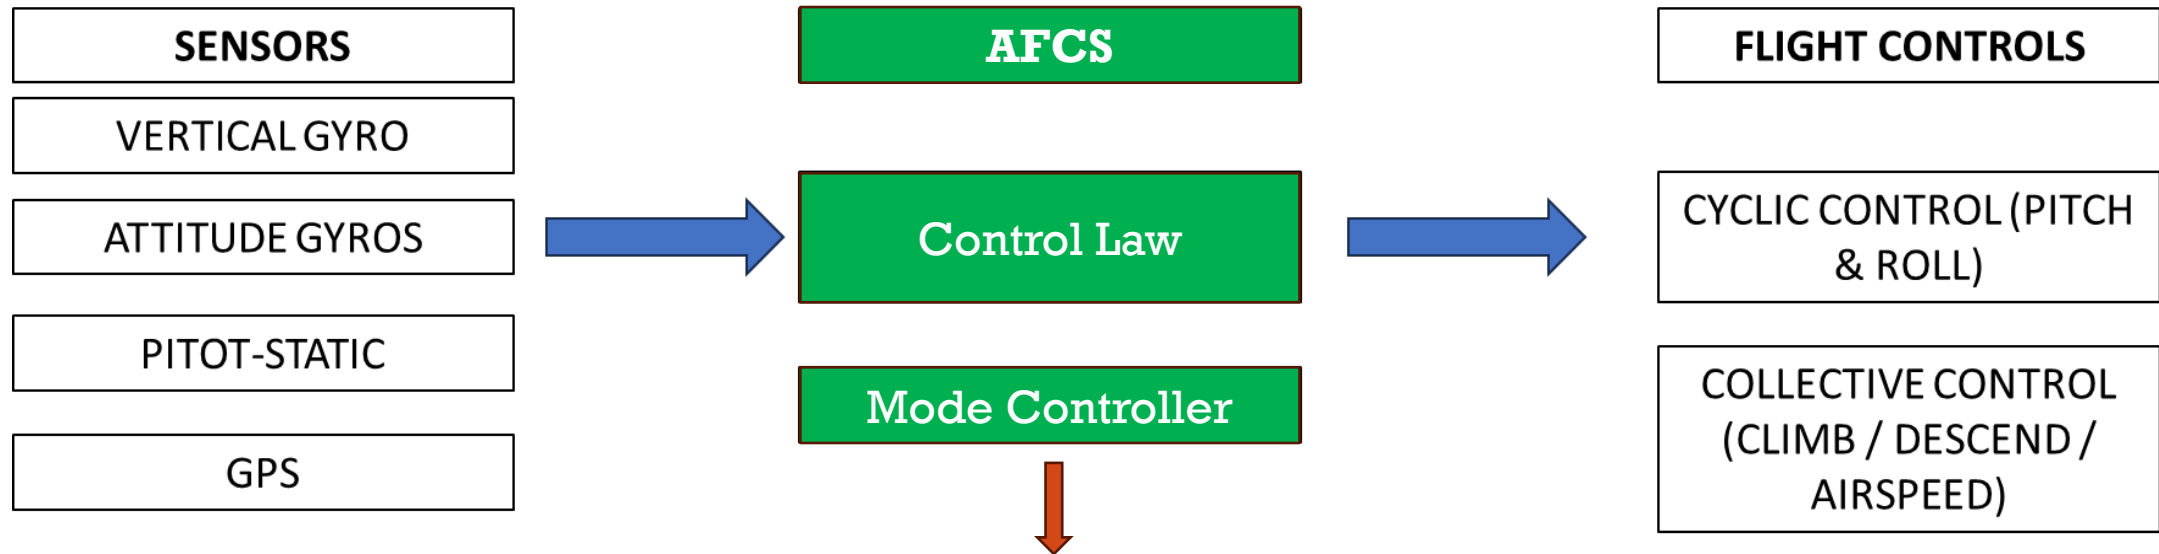 SENSORS
VERTICAL GYRO
ATTITUDE GYROS
PITOT-STATIC
GPS
AFCS
Control Law
Mode Controller
FLIGHT CONTROLS
CYCLIC CONTROL (PITCH
& ROLL)
COLLECTIVE CONTROL
(CLIMB / DESCEND /
AIRSPEED)